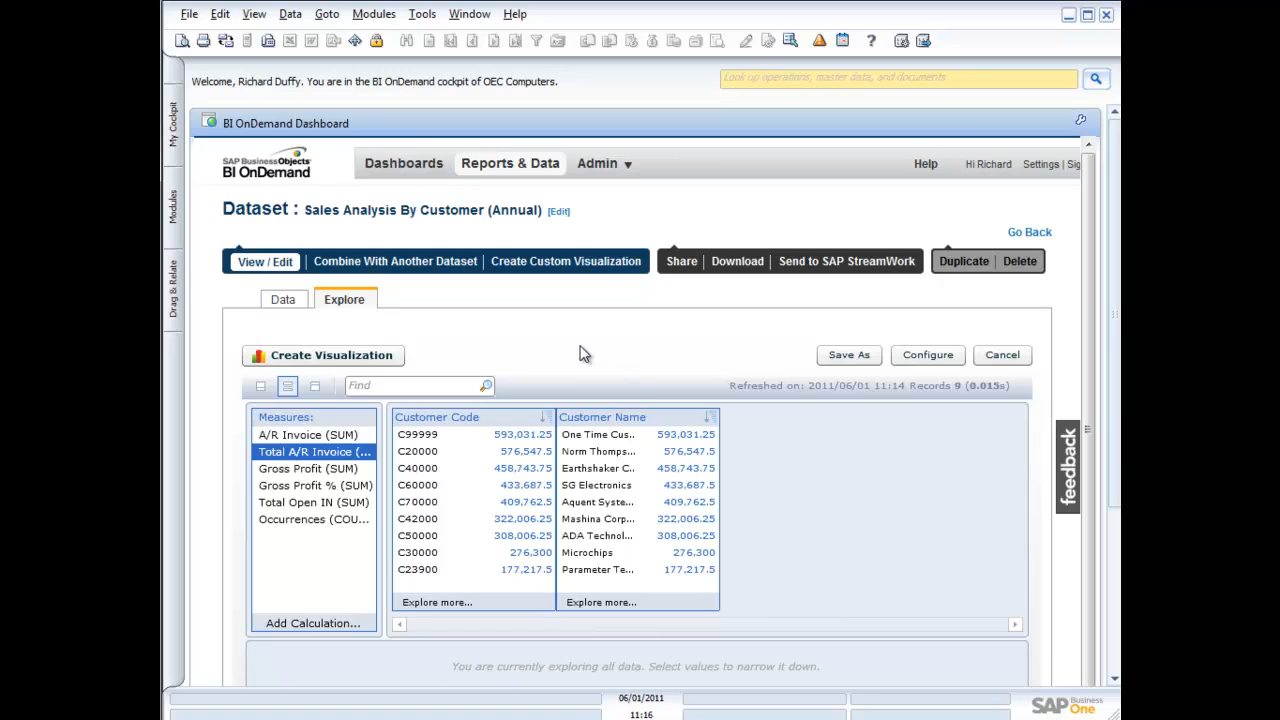 File Edit View Data Goto Modules Tools Window Help
Welcome, Richard Duffy. You are in the BI OnDemand cockpit of OEC Computers.
Look up operations, master data, and documents
My Cockpit
Modules
Drag & Relate
BI OnDemand Dashboard
SAP BusinessObjects
BI OnDemand
Dashboards Reports & Data Admin Help Hi Richard Settings | Sig
Dataset : Sales Analysis By Customer (Annual) [Edit]
Go Back
View / Edit Combine With Another Dataset Create Custom Visualization Share Download Send to SAP StreamWork Duplicate Delete
Data Explore
Create Visualization Save As Configure Cancel
Find Refreshed on: 2011/06/01 11:14 Records 9 (0.015s)
Measures: Customer Code Customer Name
A/R Invoice (SUM) C99999 593,031.25 One Time Cus.. 593,031.25
Total A/R Invoice (... C20000 576,547.5 Norm Thomps... 576,547.5
Gross Profit (SUM) C40000 458,743.75 Earthshaker C.. 458,743.75
Gross Profit % (SUM) C60000 433,687.5 SG Electronics 433,687.5
Total Open IN (SUM) C70000 409,762.5 Aquent Syste... 409,762.5
Occurrences (COU... C42000 322,006.25 Mashina Corp... 322,006.25
C50000 308,006.25 ADA Technol... 308,006.25
C30000 276,300 Microchips 276,300
C23900 177,217.5 Parameter Te... 177,217.5
Explore more... Explore more...
Add Calculation...
feedback
You are currently exploring all data. Select values to narrow it down.
06/01/2011
11:16
SAP Business One